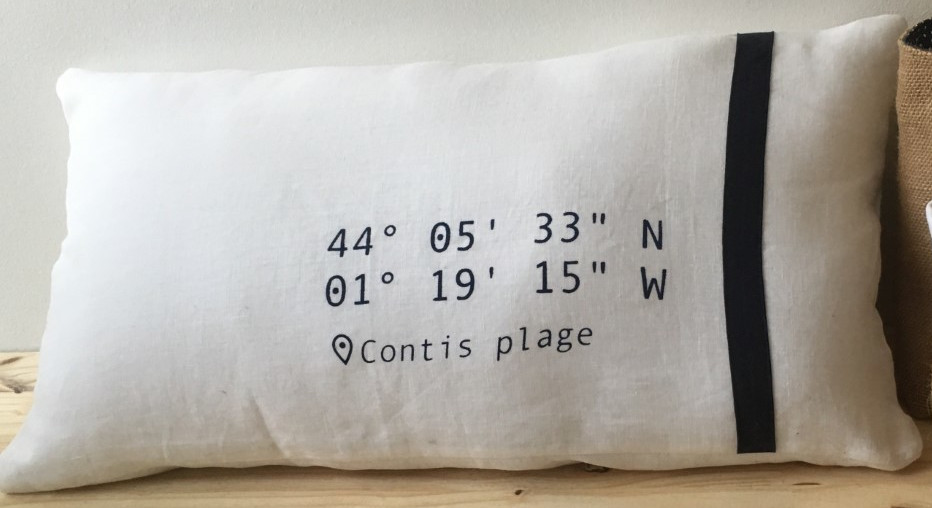 44° 05' 33" N
01° 19' 15" W
Contis plage